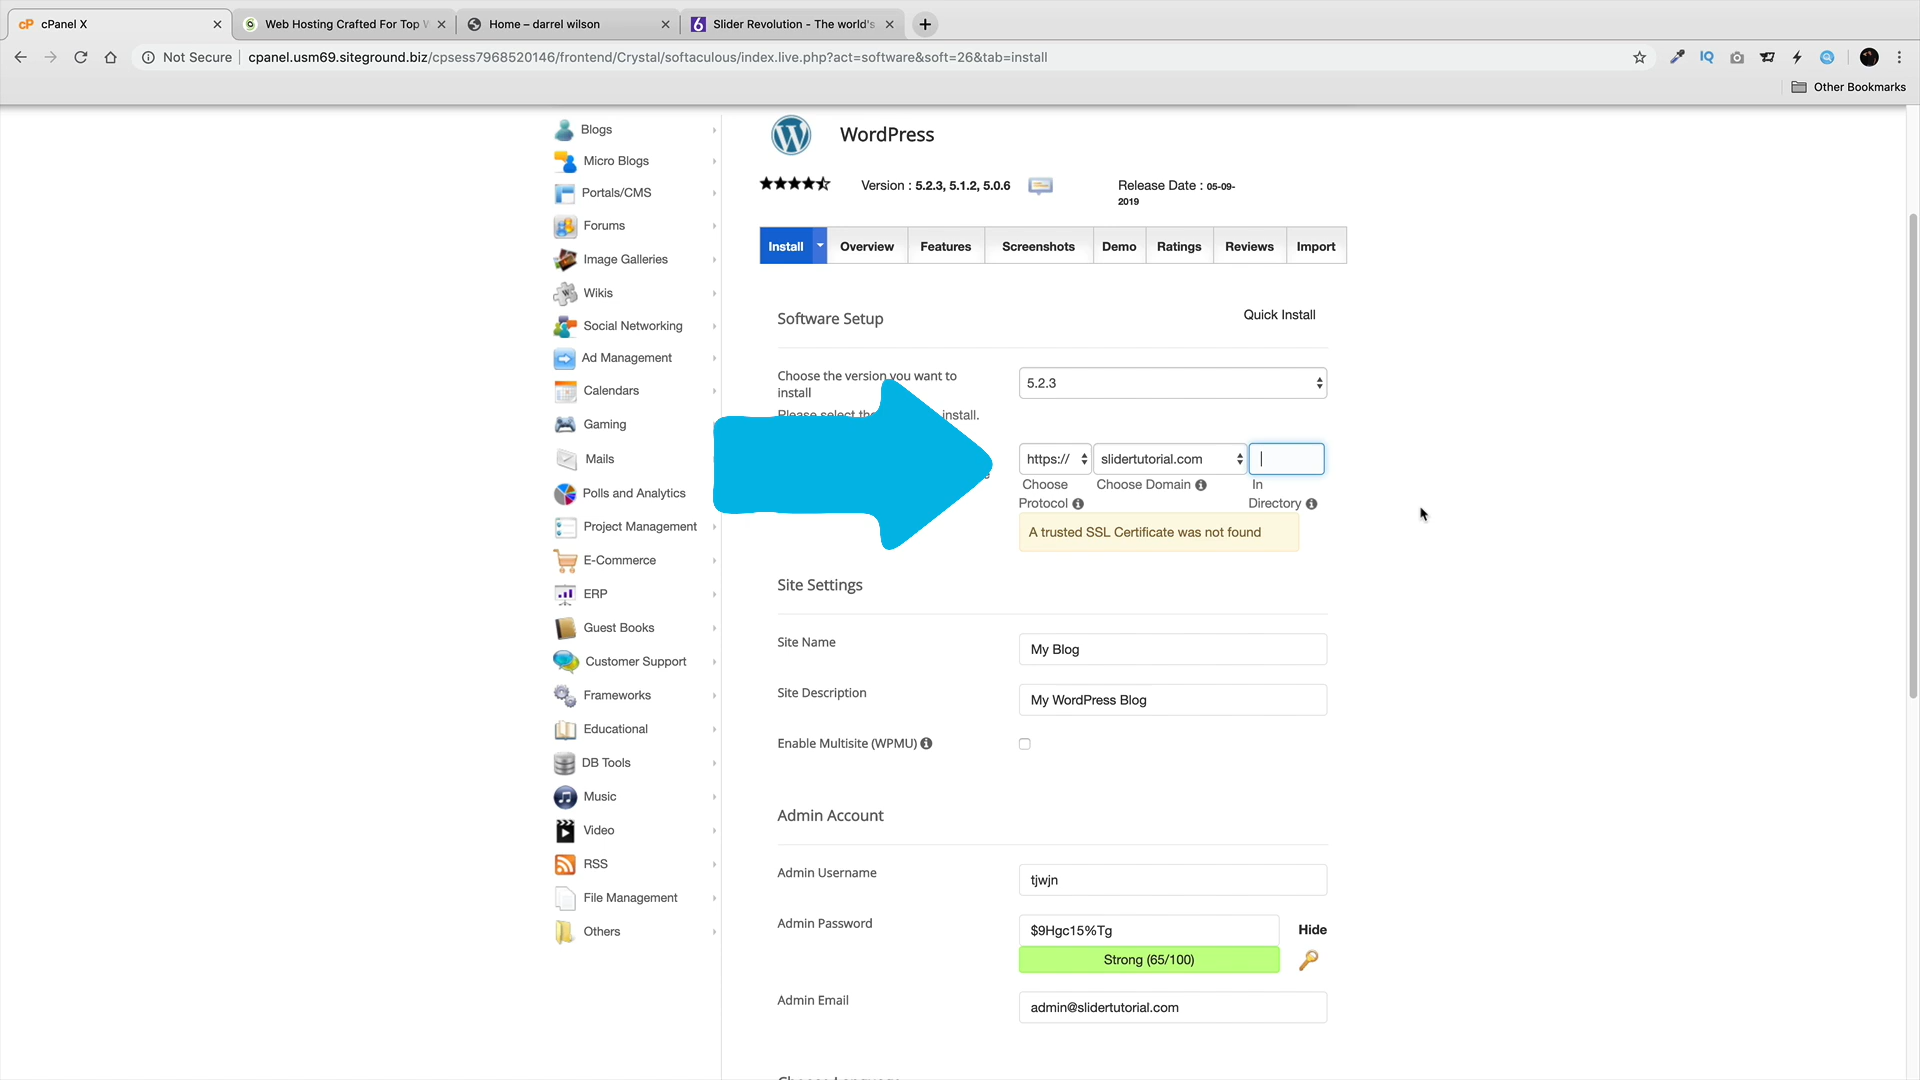 cPanel X
Web Hosting Crafted For Top W
Home – darrel wilson
Slider Revolution - The world's
Not Secure
cpanel.usm69.siteground.biz/cpsess7968520146/frontend/Crystal/softaculous/index.live.php?act=software&soft=26&tab=install
IQ
Other Bookmarks
Blogs
Micro Blogs
Portals/CMS
Forums
Image Galleries
Wikis
Social Networking
Ad Management
Calendars
Gaming
Mails
Polls and Analytics
Project Management
E-Commerce
ERP
Guest Books
Customer Support
Frameworks
Educational
DB Tools
Music
Video
RSS
File Management
Others
WordPress
Version : 5.2.3, 5.1.2, 5.0.6
Release Date : 05-09-
2019
Install
Overview
Features
Screenshots
Demo
Ratings
Reviews
Import
Software Setup
Quick Install
Choose the version you want to
install
5.2.3
Please select the
install.
https://
slidertutorial.com
Choose
Protocol
Choose Domain
In
Directory
A trusted SSL Certificate was not found
Site Settings
Site Name
My Blog
Site Description
My WordPress Blog
Enable Multisite (WPMU)
Admin Account
Admin Username
tjwjn
Admin Password
$9Hgc15%Tg
Hide
Strong (65/100)
Admin Email
admin@slidertutorial.com